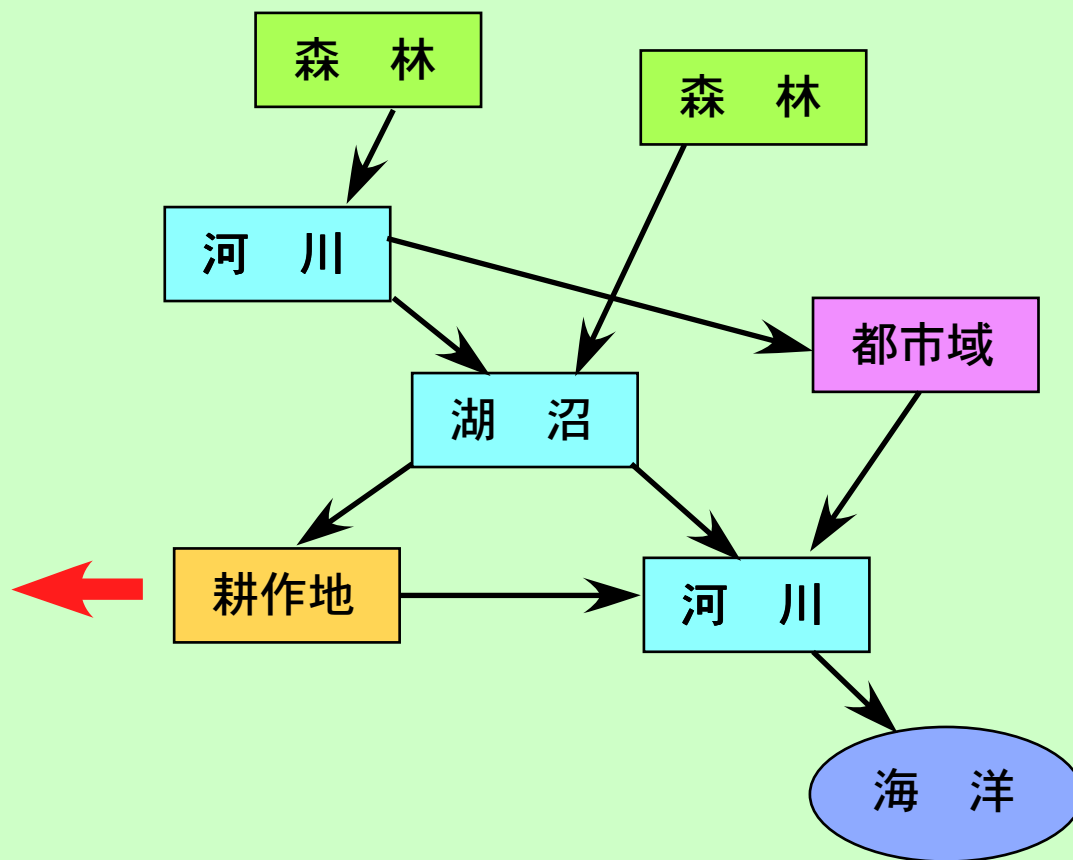 森　林
森　林
河　川
都市域
湖　沼
耕作地
河　川
海　洋